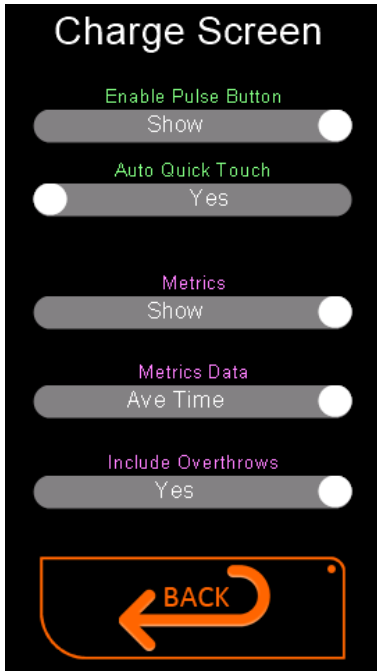 Charge Screen
Enable Pulse Button
Show
Auto Quick Touch
Yes
Metrics
Show
Metrics Data
Ave Time
Include Overthrows
Yes
BACK